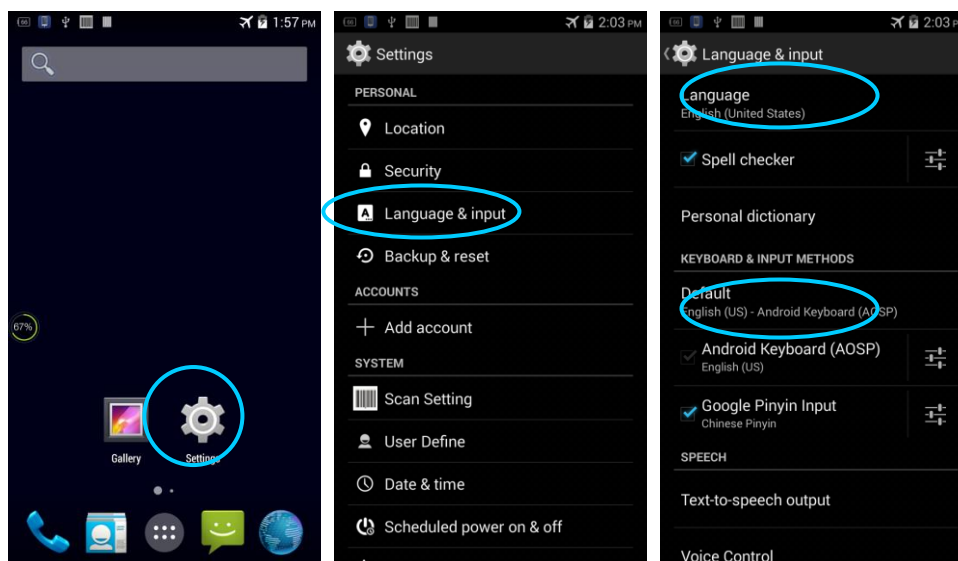 1:57 PM
67%
Gallery
Settings
2:03 PM
Settings
PERSONAL
Location
Security
Language & input
Backup & reset
ACCOUNTS
Add account
SYSTEM
Scan Setting
User Define
Date & time
Scheduled power on & off
2:03 P
Language & input
Language
English (United States)
Spell checker
Personal dictionary
KEYBOARD & INPUT METHODS
Default
English (US) - Android Keyboard (AOSP)
Android Keyboard (AOSP)
English (US)
Google Pinyin Input
Chinese Pinyin
SPEECH
Text-to-speech output
Voice Control